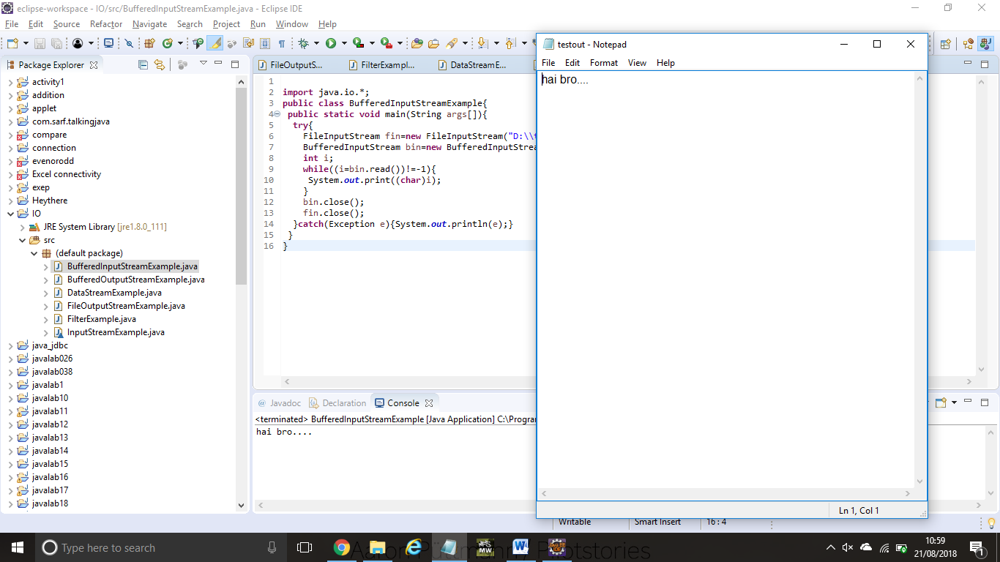 eclipse-workspace - IO/src/BufferedInputStreamExample.java - Eclipse IDE
File Edit Source Refactor Navigate Search Project Run Window Help
Package Explorer
activity1
addition
applet
com.sarf.talkingjava
compare
connection
evenorodd
Excel connectivity
exep
Heythere
IO
JRE System Library [jre1.8.0_111]
src
(default package)
BufferedInputStreamExample.java
BufferedOutputStreamExample.java
DataStreamExample.java
FileOutputStreamExample.java
FilterExample.java
InputStreamExample.java
java_jdbc
javalab026
javalab038
javalab1
javalab10
javalab11
javalab12
javalab13
javalab14
javalab15
javalab16
javalab17
javalab18
FileOutputS... FilterExampl... DataStreamE...
1
2 import java.io.*;
3 public class BufferedInputStreamExample{
4 public static void main(String args[]){
5 try{
6 FileInputStream fin=new FileInputStream("D:\\t
7 BufferedInputStream bin=new BufferedInputStrea
8 int i;
9 while((i=bin.read())!=-1){
10 System.out.print((char)i);
11 }
12 bin.close();
13 fin.close();
14 }catch(Exception e){System.out.println(e);}
15 }
16 }
@ Javadoc Declaration Console
<terminated> BufferedInputStreamExample [Java Application] C:\Program
hai bro....
testout - Notepad
File Edit Format View Help
hai bro....
Ln 1, Col 1
Writable Smart Insert 16 : 4
Type here to search
10:59
21/08/2018
1